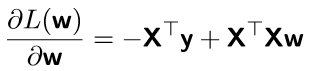 ∂L(𝘄)/∂𝘄 = −𝗫⊤𝘆 + 𝗫⊤𝗫𝘄